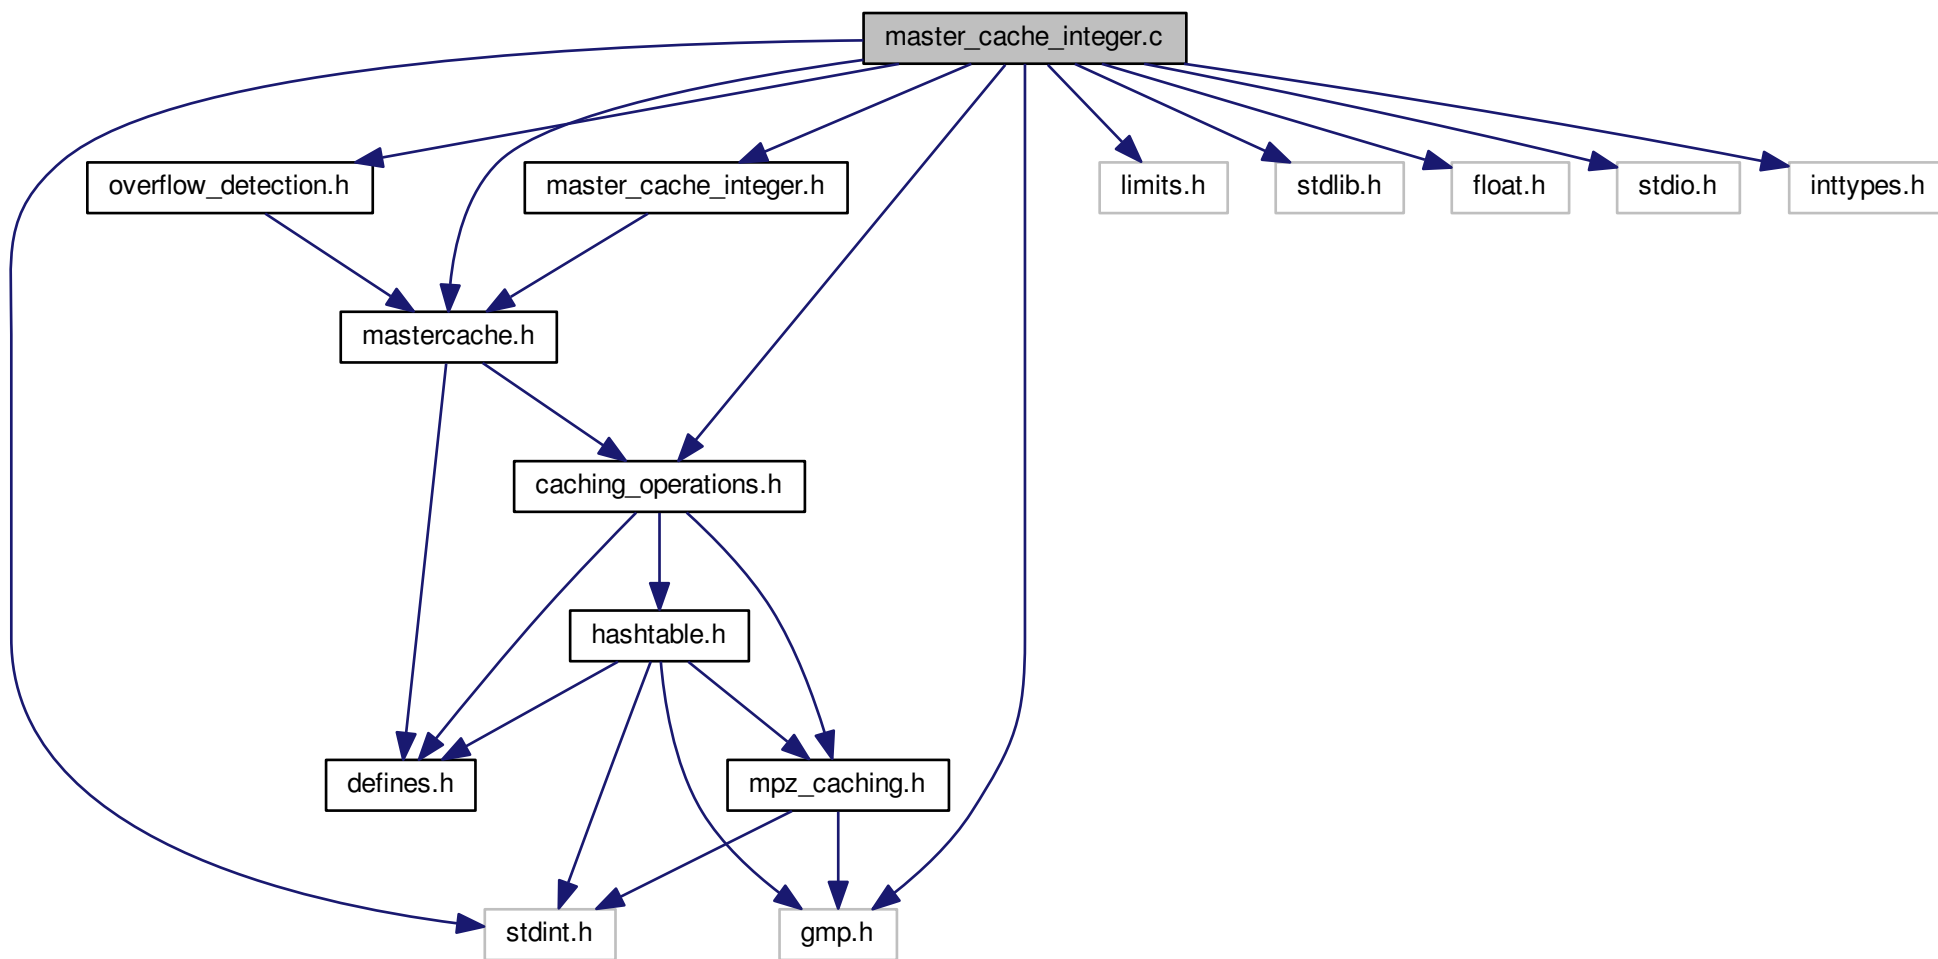 master_cache_integer.c
overflow_detection.h
master_cache_integer.h
limits.h
stdlib.h
float.h
stdio.h
inttypes.h
mastercache.h
caching_operations.h
hashtable.h
defines.h
mpz_caching.h
stdint.h
gmp.h